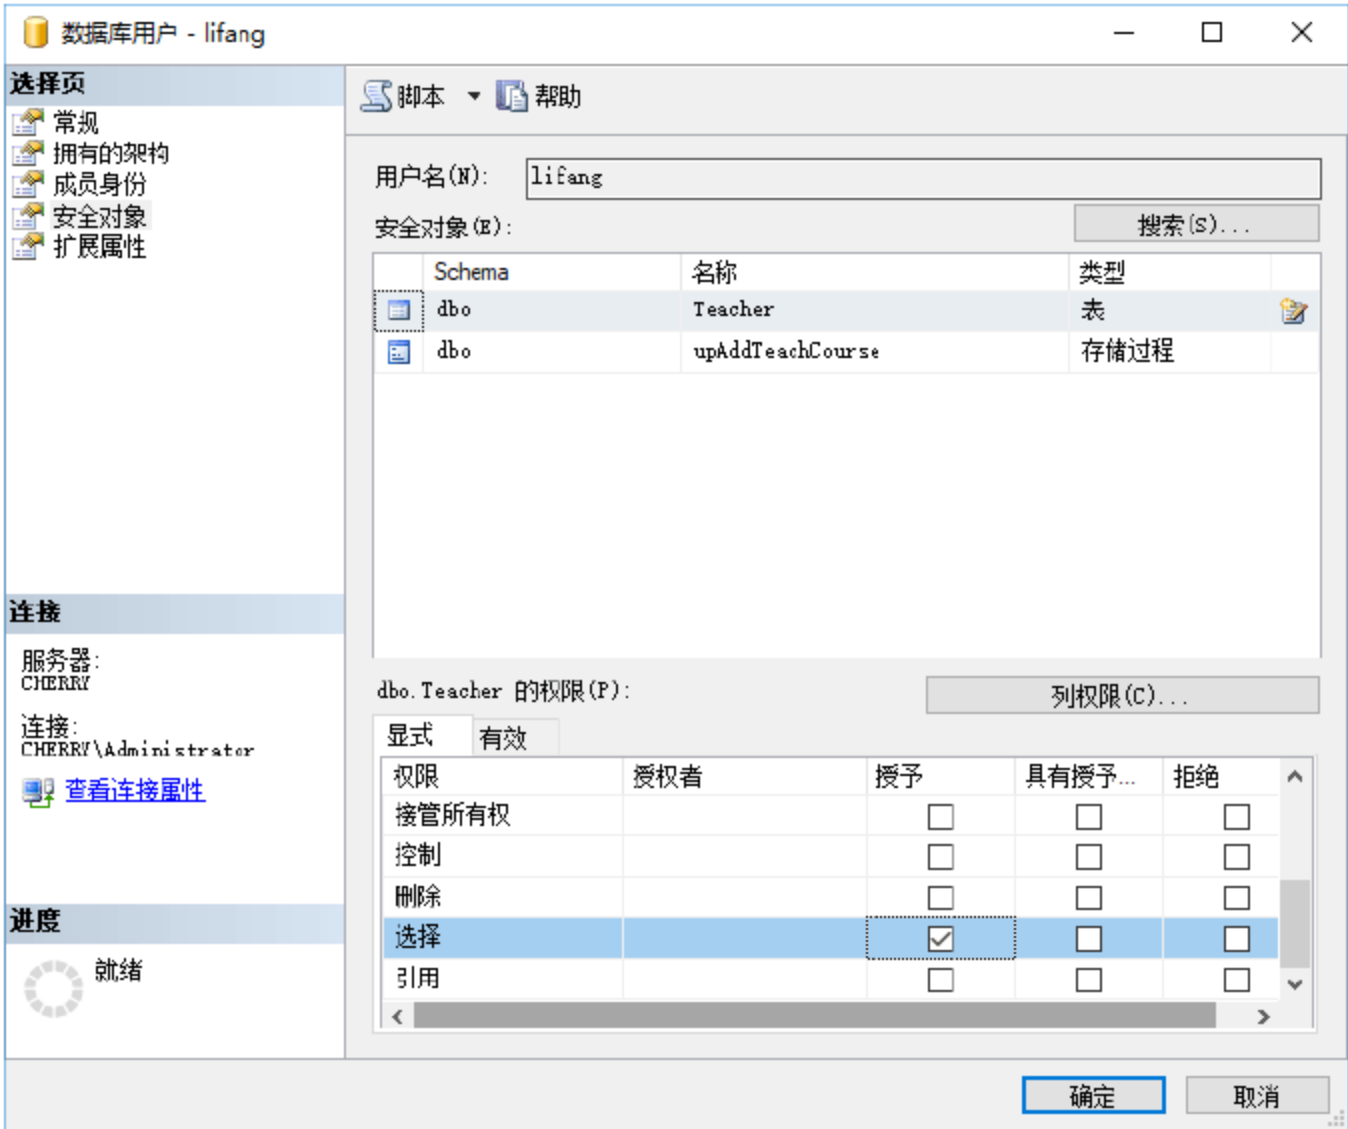 数据库用户 - lifang
选择页
常规
拥有的架构
成员身份
安全对象
扩展属性
连接
服务器:
CHERRY
连接:
CHERRY\Administrator
查看连接属性
进度
就绪
脚本 帮助
用户名(N): lifang
安全对象(E): 搜索(S)...
Schema 名称 类型
dbo Teacher 表
dbo upAddTeachCourse 存储过程
dbo.Teacher 的权限(P): 列权限(C)...
显式 有效
权限 授权者 授予 具有授予... 拒绝
接管所有权
控制
删除
选择
引用
确定 取消